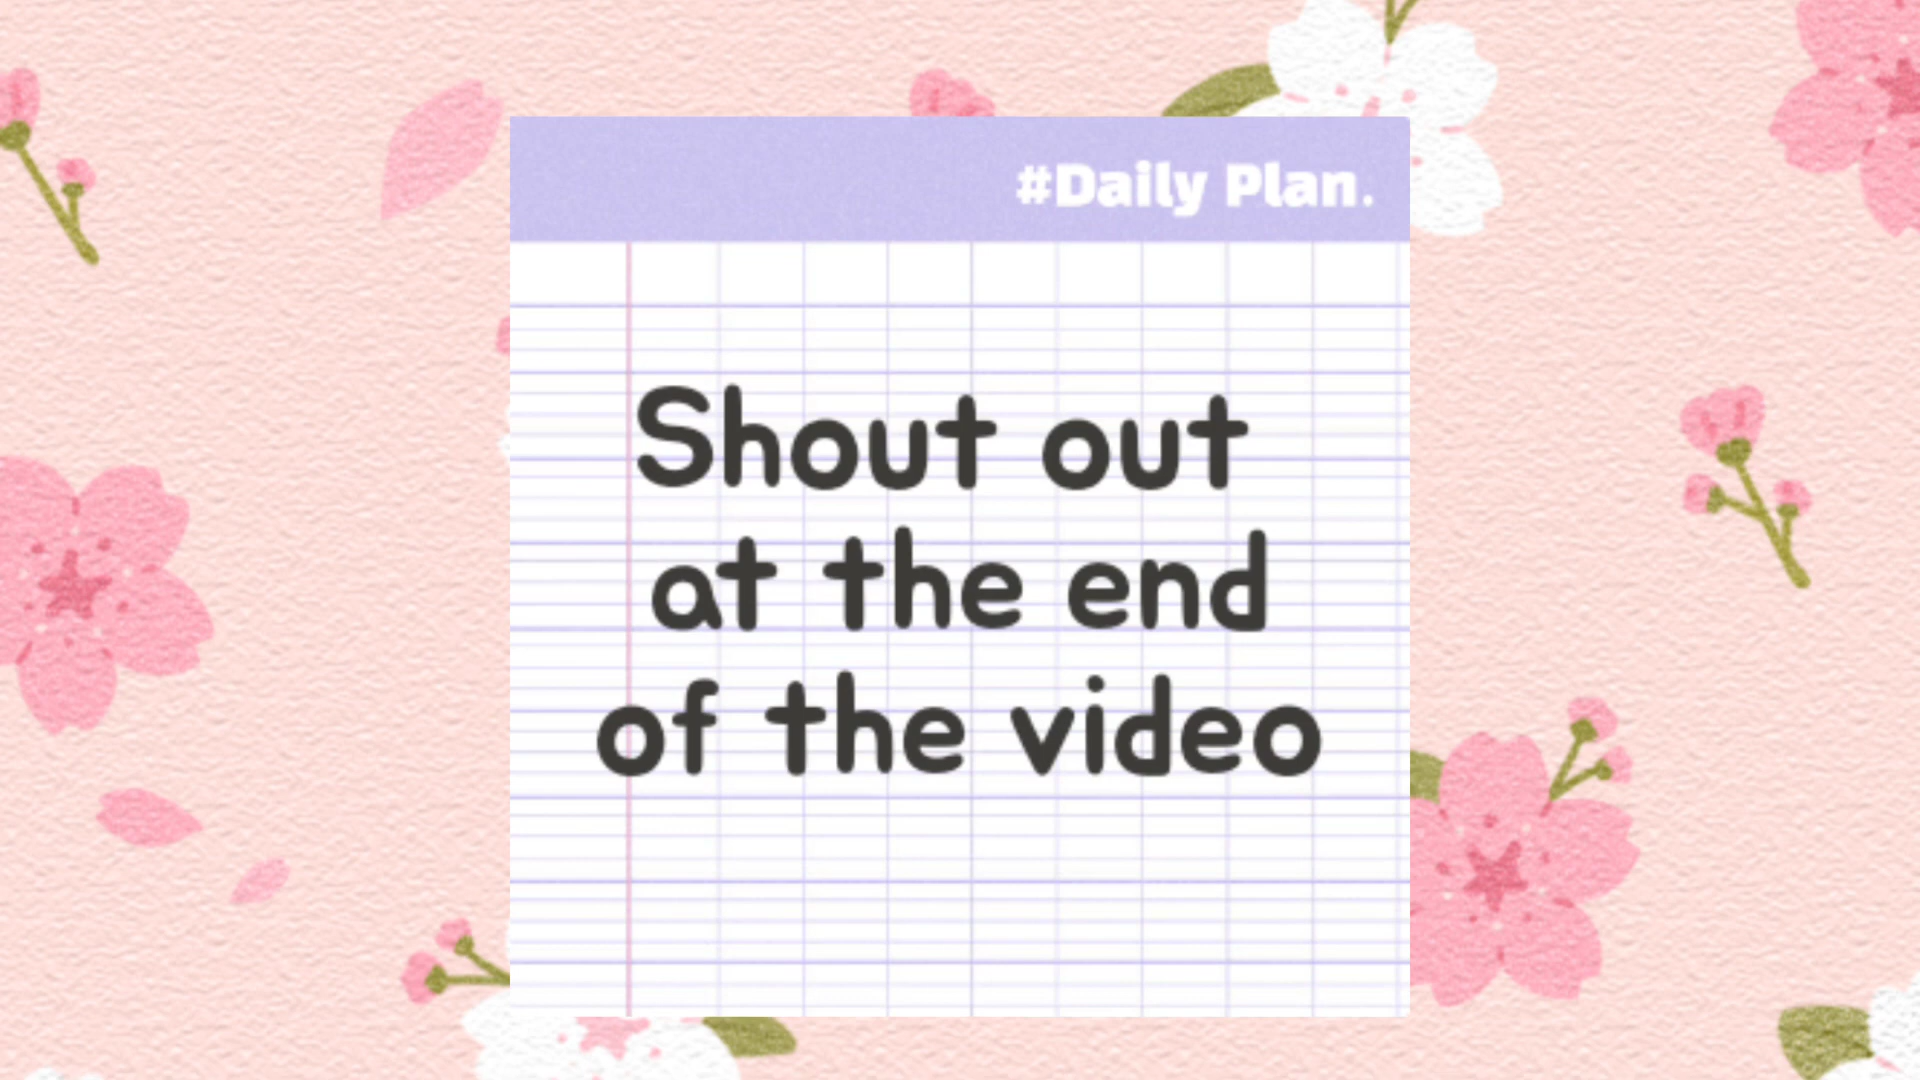 #Daily Plan.
Shout out
at the end
of the video